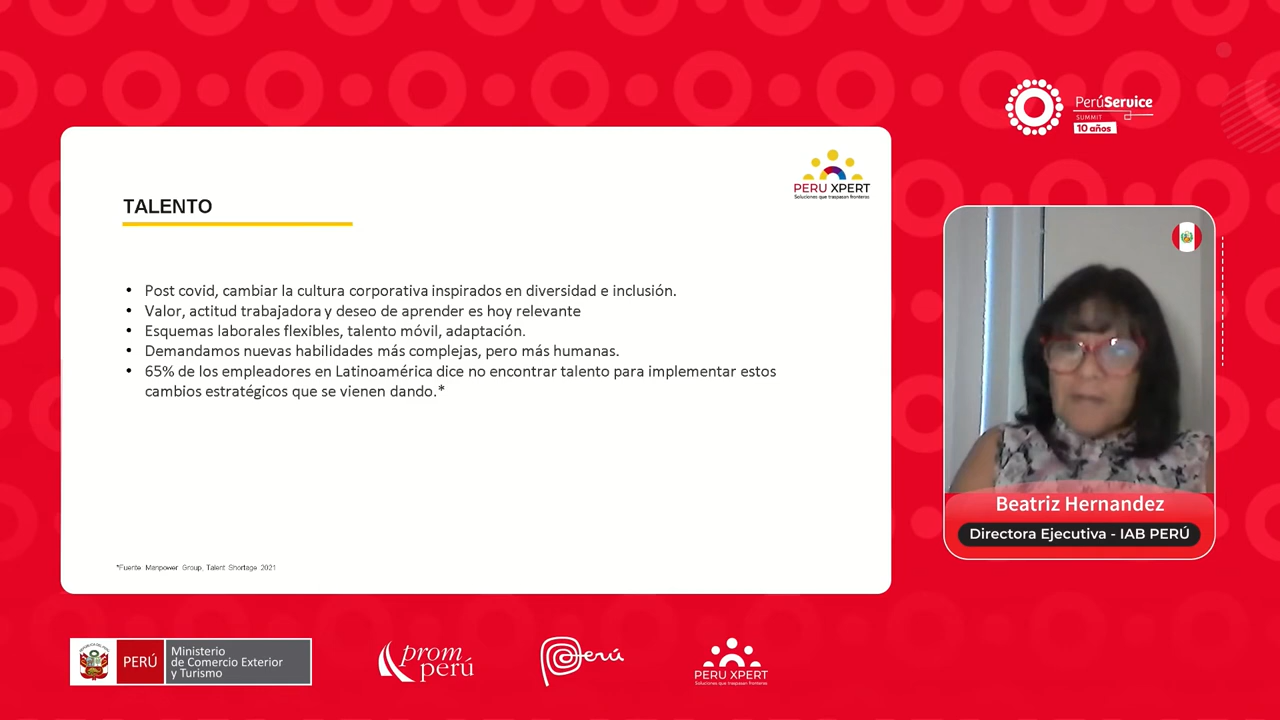 PerúService
SUMMIT
10 años
PERU XPERT
Soluciones que traspasan fronteras
TALENTO
• Post covid, cambiar la cultura corporativa inspirados en diversidad e inclusión.
• Valor, actitud trabajadora y deseo de aprender es hoy relevante
• Esquemas laborales flexibles, talento móvil, adaptación.
• Demandamos nuevas habilidades más complejas, pero más humanas.
• 65% de los empleadores en Latinoamérica dice no encontrar talento para implementar estos
cambios estratégicos que se vienen dando.*
*Fuente Manpower Group, Talent Shortage 2021
Beatriz Hernandez
Directora Ejecutiva - IAB PERÚ
PERÚ
Ministerio
de Comercio Exterior
y Turismo
prom
perú
Perú
PERU XPERT
Soluciones que traspasan fronteras